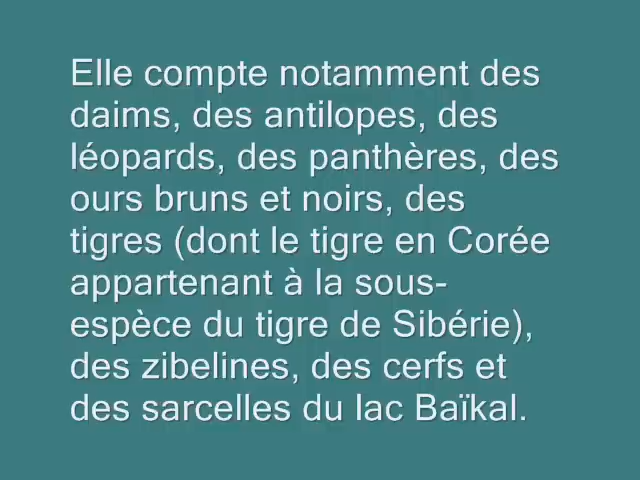 Elle compte notamment des
daims, des antilopes, des
léopards, des panthères, des
ours bruns et noirs, des
tigres (dont le tigre en Corée
appartenant à la sous-
espèce du tigre de Sibérie),
des zibelines, des cerfs et
des sarcelles du lac Baïkal.